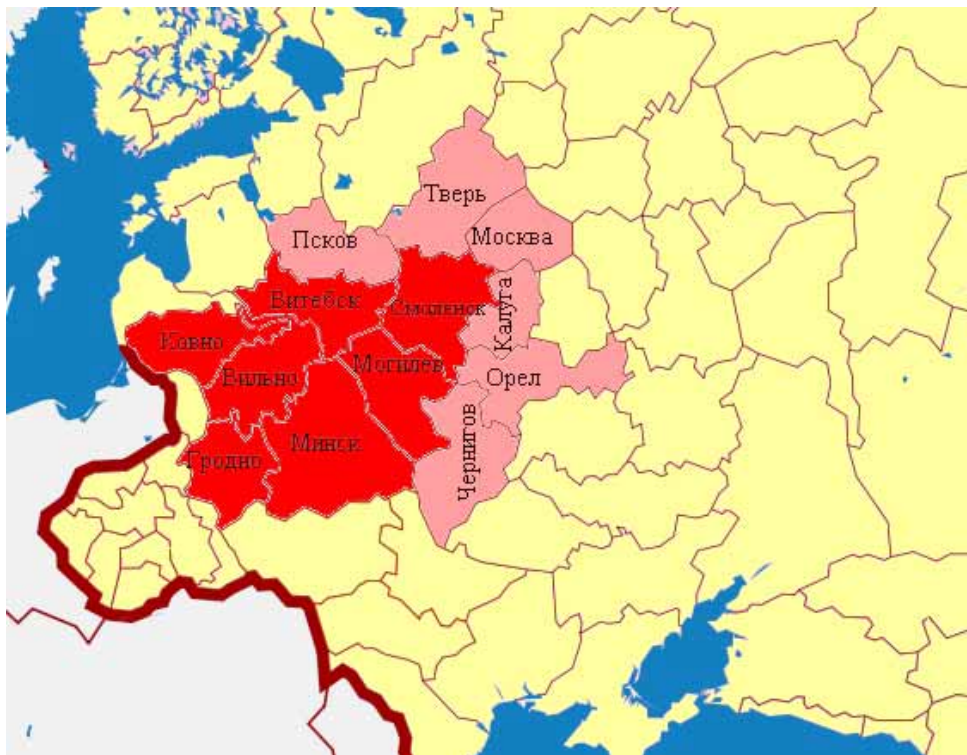 Тверь
Псков
Москва
Витебск
Смоленск
Калуга
Ковно
Могилев
Вильно
Орел
Чернигов
Минск
Гродно